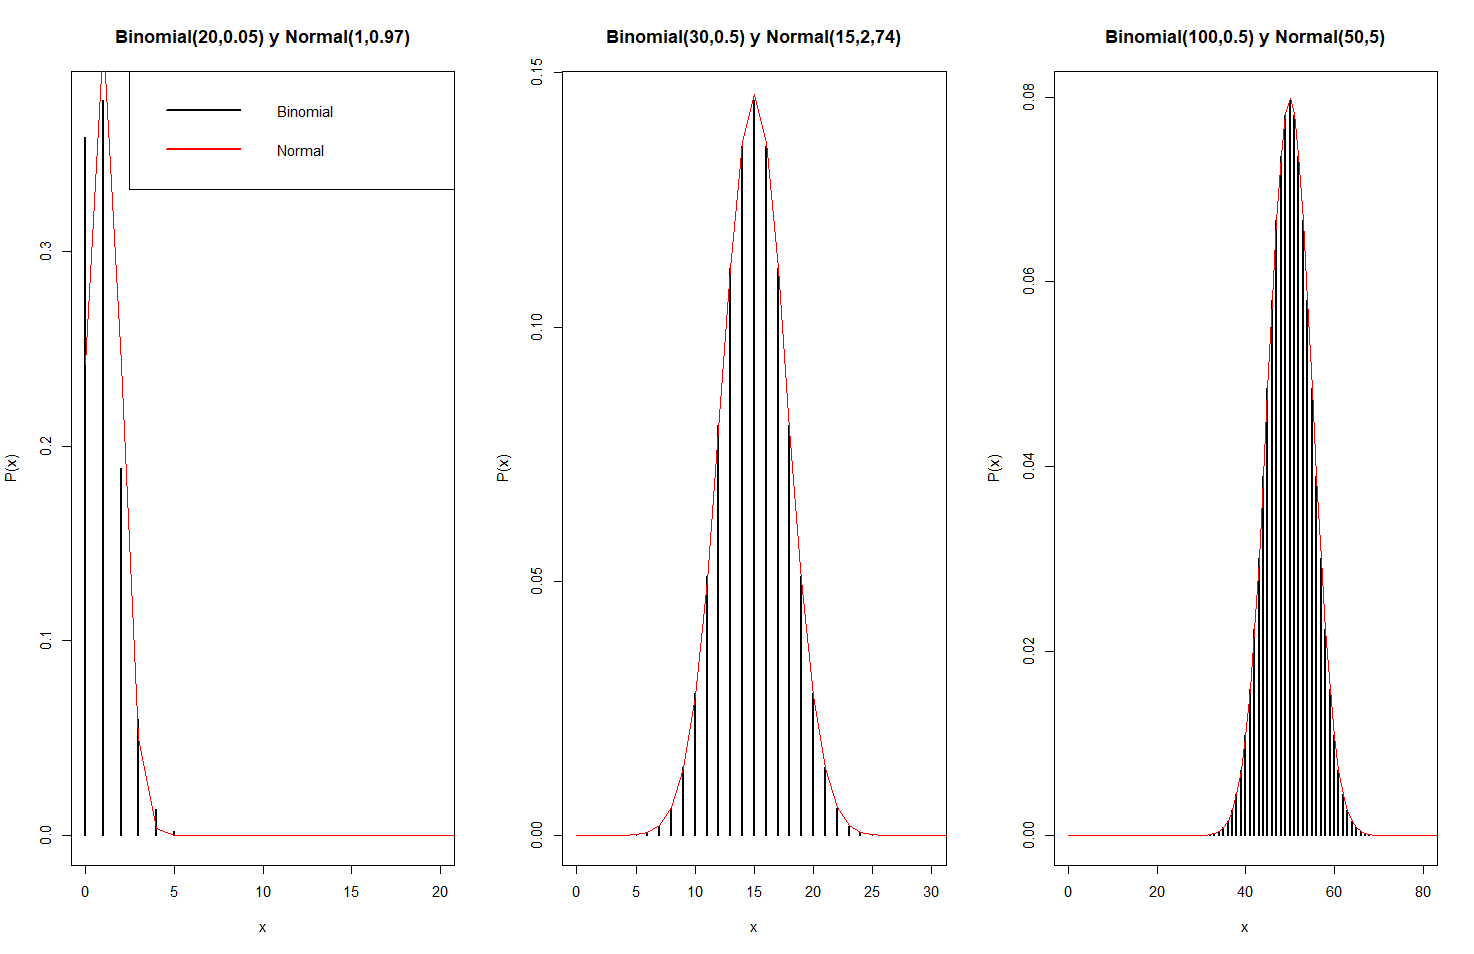 Binomial(20,0.05) y Normal(1,0.97)
Binomial
Normal
P(x)
0.0
0.1
0.2
0.3
0
5
10
15
20
x
Binomial(30,0.5) y Normal(15,2,74)
P(x)
0.00
0.05
0.10
0.15
0
5
10
15
20
25
30
x
Binomial(100,0.5) y Normal(50,5)
P(x)
0.00
0.02
0.04
0.06
0.08
0
20
40
60
80
x